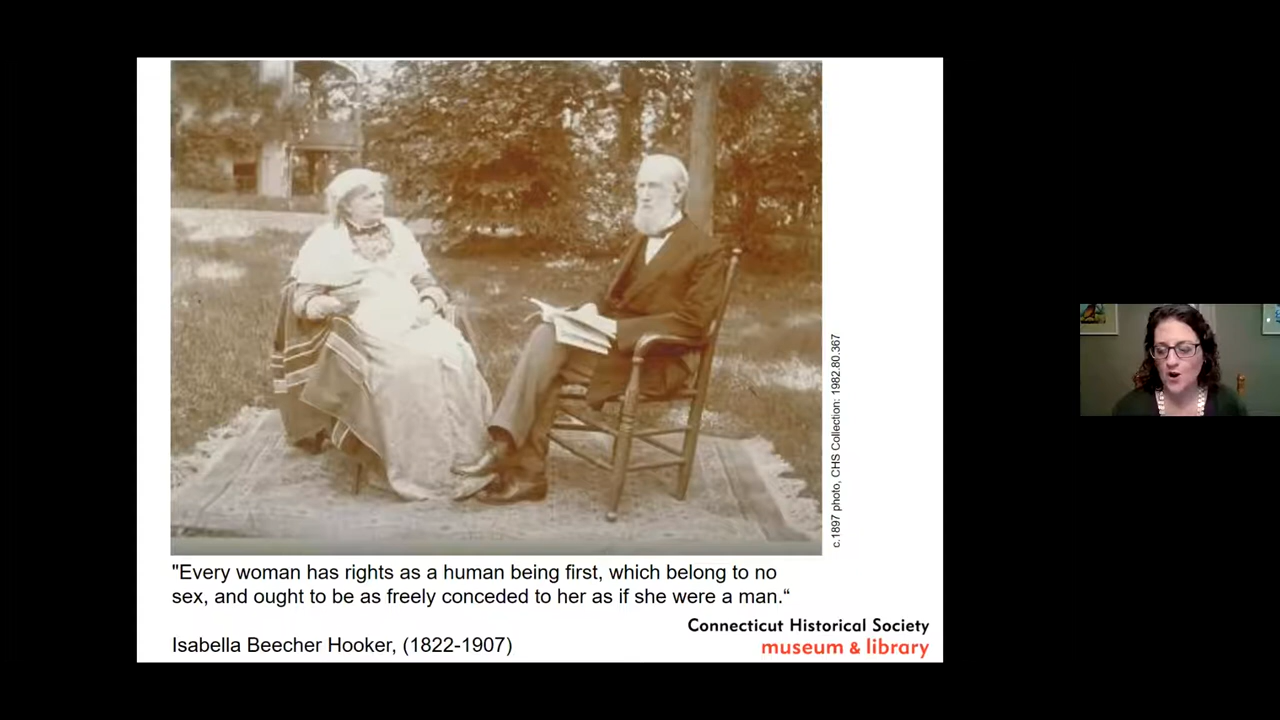 c.1897 photo, CHS Collection: 1982.80.367
"Every woman has rights as a human being first, which belong to no
sex, and ought to be as freely conceded to her as if she were a man.“
Isabella Beecher Hooker, (1822-1907)
Connecticut Historical Society
museum & library